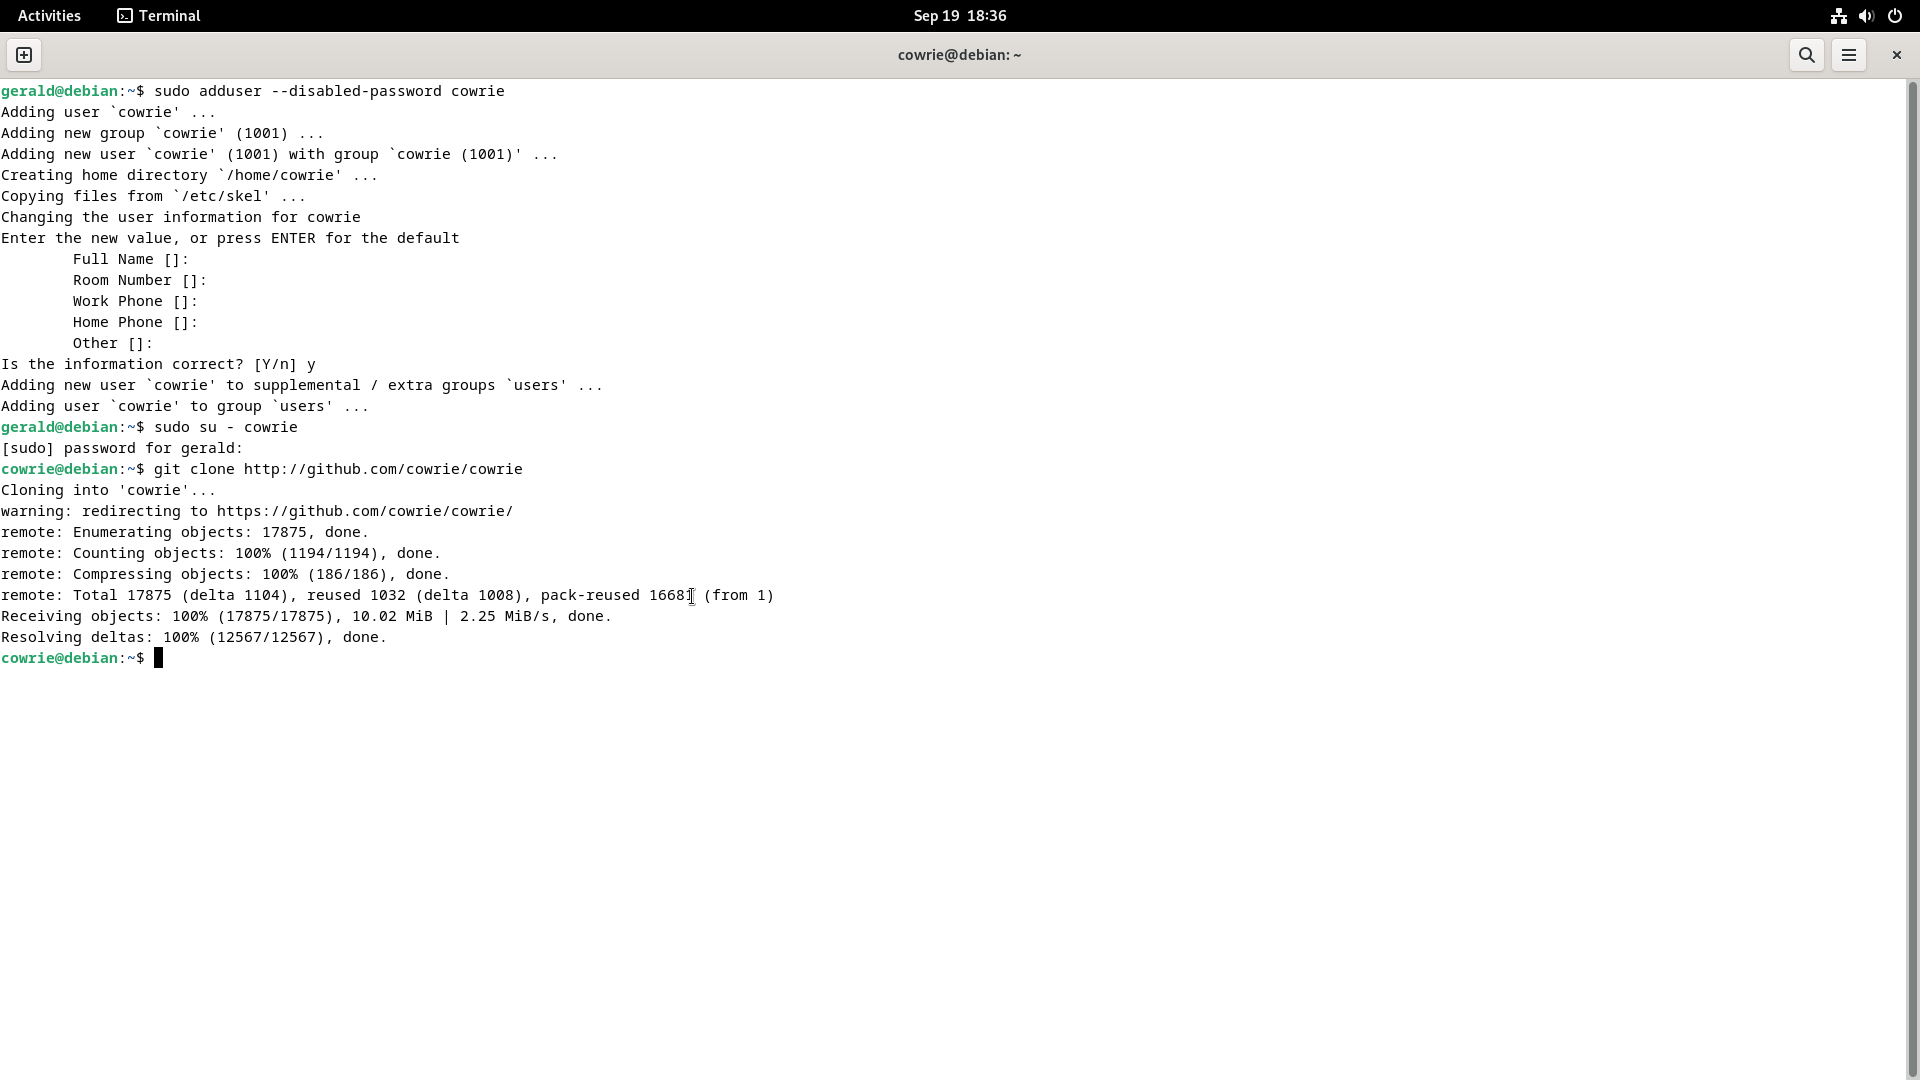 Activities Terminal Sep 19 18:36
cowrie@debian: ~
gerald@debian:~$ sudo adduser --disabled-password cowrie
Adding user `cowrie' ...
Adding new group `cowrie' (1001) ...
Adding new user `cowrie' (1001) with group `cowrie (1001)' ...
Creating home directory `/home/cowrie' ...
Copying files from `/etc/skel' ...
Changing the user information for cowrie
Enter the new value, or press ENTER for the default
        Full Name []:
        Room Number []:
        Work Phone []:
        Home Phone []:
        Other []:
Is the information correct? [Y/n] y
Adding new user `cowrie' to supplemental / extra groups `users' ...
Adding user `cowrie' to group `users' ...
gerald@debian:~$ sudo su - cowrie
[sudo] password for gerald:
cowrie@debian:~$ git clone http://github.com/cowrie/cowrie
Cloning into 'cowrie'...
warning: redirecting to https://github.com/cowrie/cowrie/
remote: Enumerating objects: 17875, done.
remote: Counting objects: 100% (1194/1194), done.
remote: Compressing objects: 100% (186/186), done.
remote: Total 17875 (delta 1104), reused 1032 (delta 1008), pack-reused 16681 (from 1)
Receiving objects: 100% (17875/17875), 10.02 MiB | 2.25 MiB/s, done.
Resolving deltas: 100% (12567/12567), done.
cowrie@debian:~$